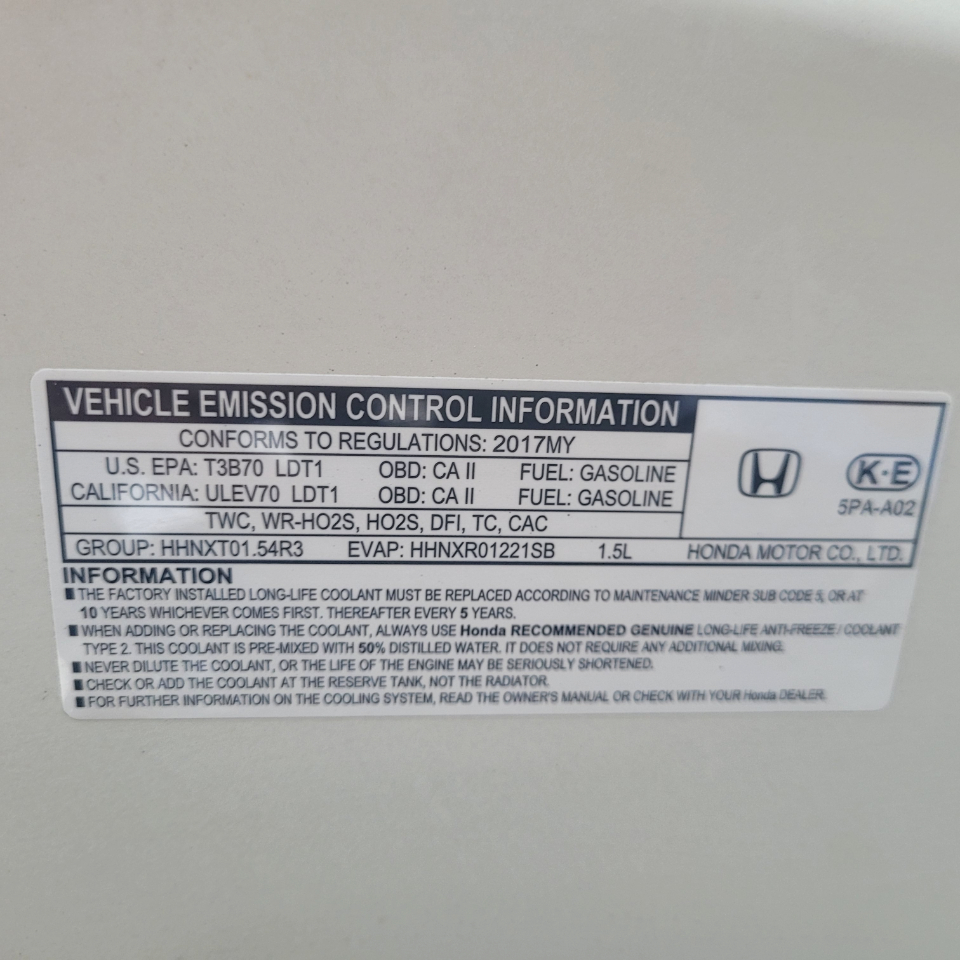 VEHICLE EMISSION CONTROL INFORMATION
CONFORMS TO REGULATIONS: 2017MY
U.S. EPA: T3B70 LDT1 OBD: CA II FUEL: GASOLINE
CALIFORNIA: ULEV70 LDT1 OBD: CA II FUEL: GASOLINE
TWC, WR-HO2S, HO2S, DFI, TC, CAC
GROUP: HHNXT01.54R3 EVAP: HHNXR01221SB 1.5L
K·E
5PA-A02
HONDA MOTOR CO., LTD.
INFORMATION
■ THE FACTORY INSTALLED LONG-LIFE COOLANT MUST BE REPLACED ACCORDING TO MAINTENANCE MINDER SUB CODE 5, OR AT
10 YEARS WHICHEVER COMES FIRST. THEREAFTER EVERY 5 YEARS.
■ WHEN ADDING OR REPLACING THE COOLANT, ALWAYS USE Honda RECOMMENDED GENUINE LONG-LIFE ANTI-FREEZE / COOLANT
TYPE 2. THIS COOLANT IS PRE-MIXED WITH 50% DISTILLED WATER. IT DOES NOT REQUIRE ANY ADDITIONAL MIXING.
■ NEVER DILUTE THE COOLANT, OR THE LIFE OF THE ENGINE MAY BE SERIOUSLY SHORTENED.
■ CHECK OR ADD THE COOLANT AT THE RESERVE TANK, NOT THE RADIATOR.
■ FOR FURTHER INFORMATION ON THE COOLING SYSTEM, READ THE OWNER'S MANUAL OR CHECK WITH YOUR Honda DEALER.